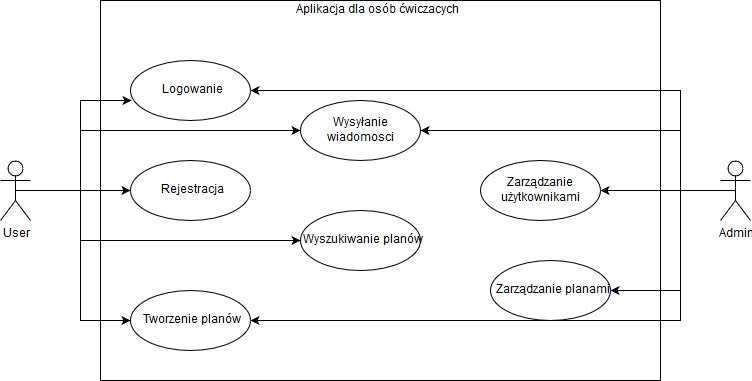 Aplikacja dla osób ćwiczacych
Logowanie
Wysyłanie
wiadomosci
Rejestracja
Zarządzanie
użytkownikami
User
Admin
Wyszukiwanie planów
Zarządzanie planami
Tworzenie planów